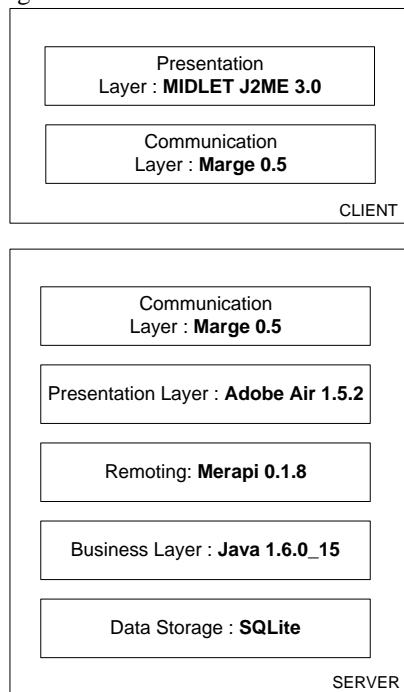 Presentation
Layer : MIDLET J2ME 3.0
Communication
Layer : Marge 0.5
CLIENT
Communication
Layer : Marge 0.5
Presentation Layer : Adobe Air 1.5.2
Remoting: Merapi 0.1.8
Business Layer : Java 1.6.0_15
Data Storage : SQLite
SERVER